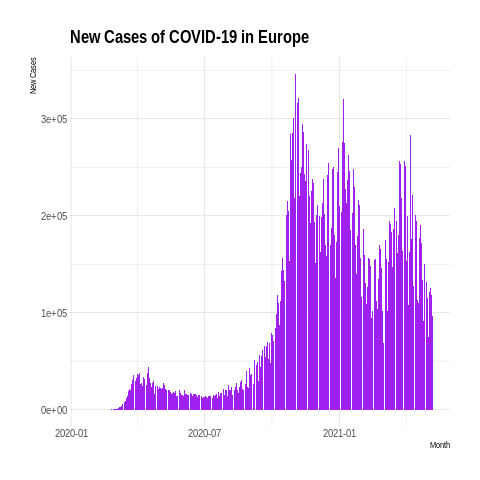 New Cases of COVID-19 in Europe
New Cases
3e+05
2e+05
1e+05
0e+00
2020-01 2020-07 2021-01
Month